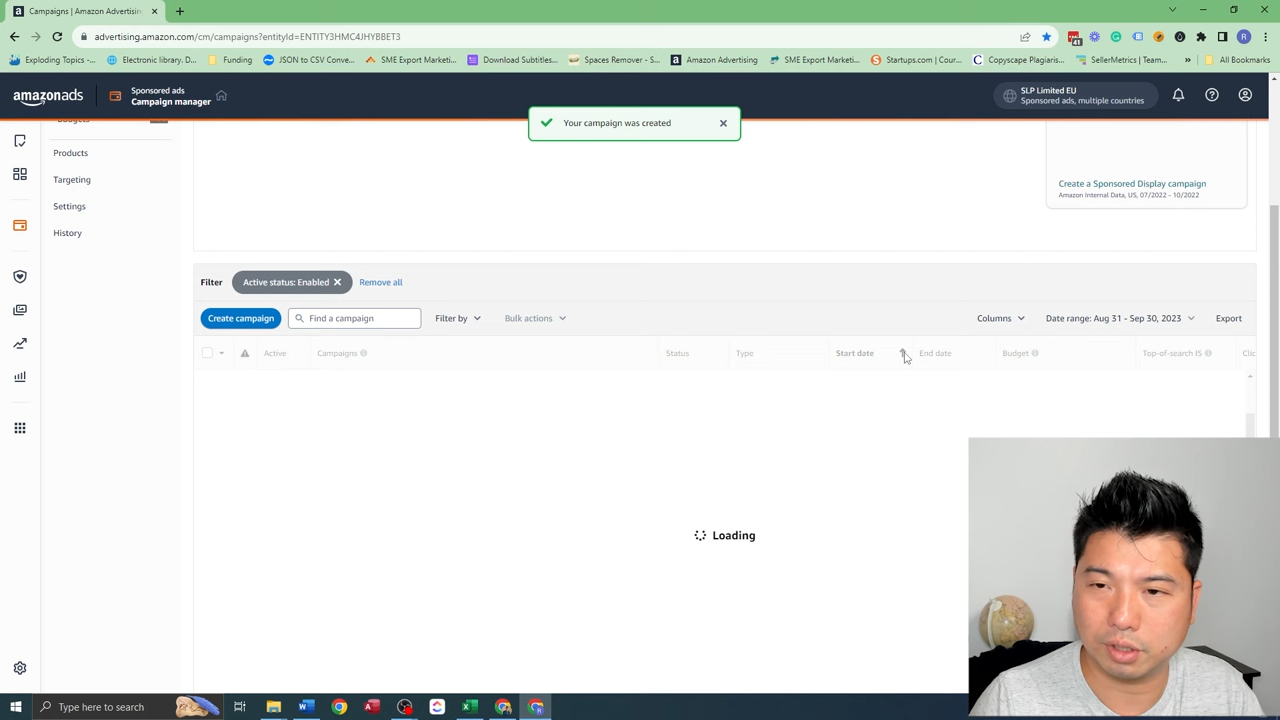 Campaigns | Amazon Advertising
advertising.amazon.com/cm/campaigns?entityId=ENTITY3HMC4JHYBBET3
41
R
Exploding Topics -...
Electronic library. D...
Funding
JSON to CSV Conve...
SME Export Marketi...
Download Subtitles...
Spaces Remover - S...
Amazon Advertising
SME Export Marketi...
Startups.com | Cour...
Copyscape Plagiaris...
SellerMetrics | Team...
»
All Bookmarks
amazonads
Sponsored ads
Campaign manager
SLP Limited EU
Sponsored ads, multiple countries
Your campaign was created
Budgets
Products
Targeting
Settings
History
Create a Sponsored Display campaign
Amazon Internal Data, US, 07/2022 - 10/2022
Filter
Active status: Enabled
Remove all
Create campaign
Find a campaign
Filter by
Bulk actions
Columns
Date range: Aug 31 - Sep 30, 2023
Export
Active
Campaigns
Status
Type
Start date
End date
Budget
Top-of-search IS
Clic
Loading
Type here to search